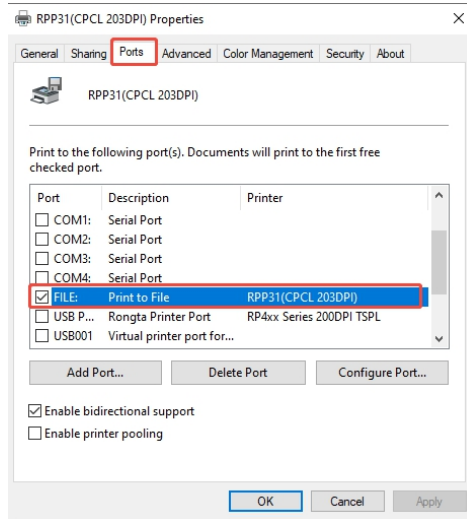 RPP31(CPCL 203DPI) Properties
General Sharing Ports Advanced Color Management Security About
RPP31(CPCL 203DPI)
Print to the following port(s). Documents will print to the first free
checked port.
Port Description Printer
COM1: Serial Port
COM2: Serial Port
COM3: Serial Port
COM4: Serial Port
FILE: Print to File RPP31(CPCL 203DPI)
USB P... Rongta Printer Port RP4xx Series 200DPI TSPL
USB001 Virtual printer port for...
Add Port... Delete Port Configure Port...
Enable bidirectional support
Enable printer pooling
OK Cancel Apply